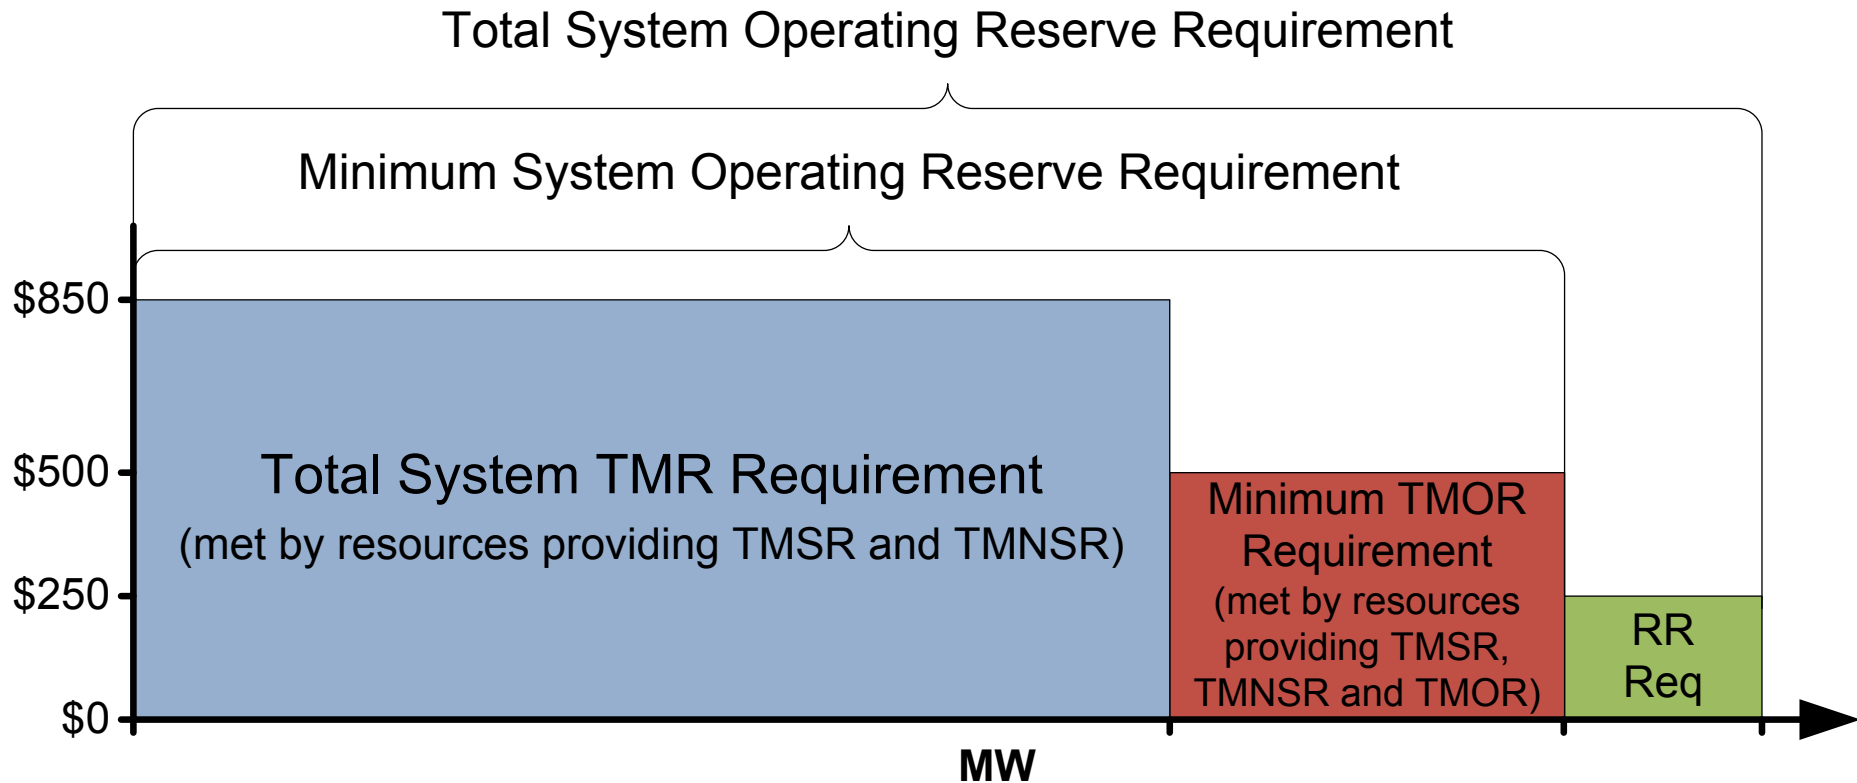 Total System Operating Reserve Requirement
Minimum System Operating Reserve Requirement
$850
$500
$250
$0
Total System TMR Requirement
(met by resources providing TMSR and TMNSR)
Minimum TMOR
Requirement
(met by resources
providing TMSR,
TMNSR and TMOR)
RR
Req
MW